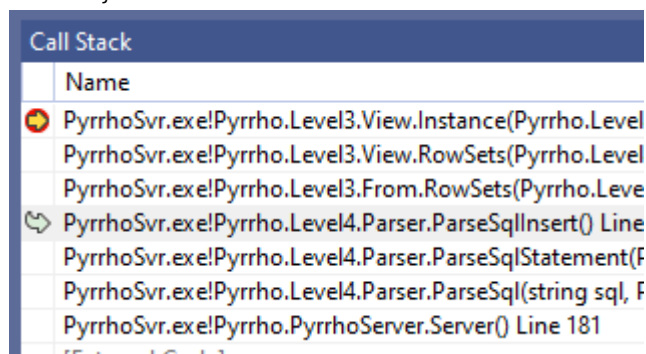 Call Stack
Name
PyrrhoSvr.exe!Pyrrho.Level3.View.Instance(Pyrrho.Level
PyrrhoSvr.exe!Pyrrho.Level3.View.RowSets(Pyrrho.Level
PyrrhoSvr.exe!Pyrrho.Level3.From.RowSets(Pyrrho.Leve
PyrrhoSvr.exe!Pyrrho.Level4.Parser.ParseSqlInsert() Line
PyrrhoSvr.exe!Pyrrho.Level4.Parser.ParseSqlStatement(
PyrrhoSvr.exe!Pyrrho.Level4.Parser.ParseSql(string sql,
PyrrhoSvr.exe!Pyrrho.PyrrhoServer.Server() Line 181